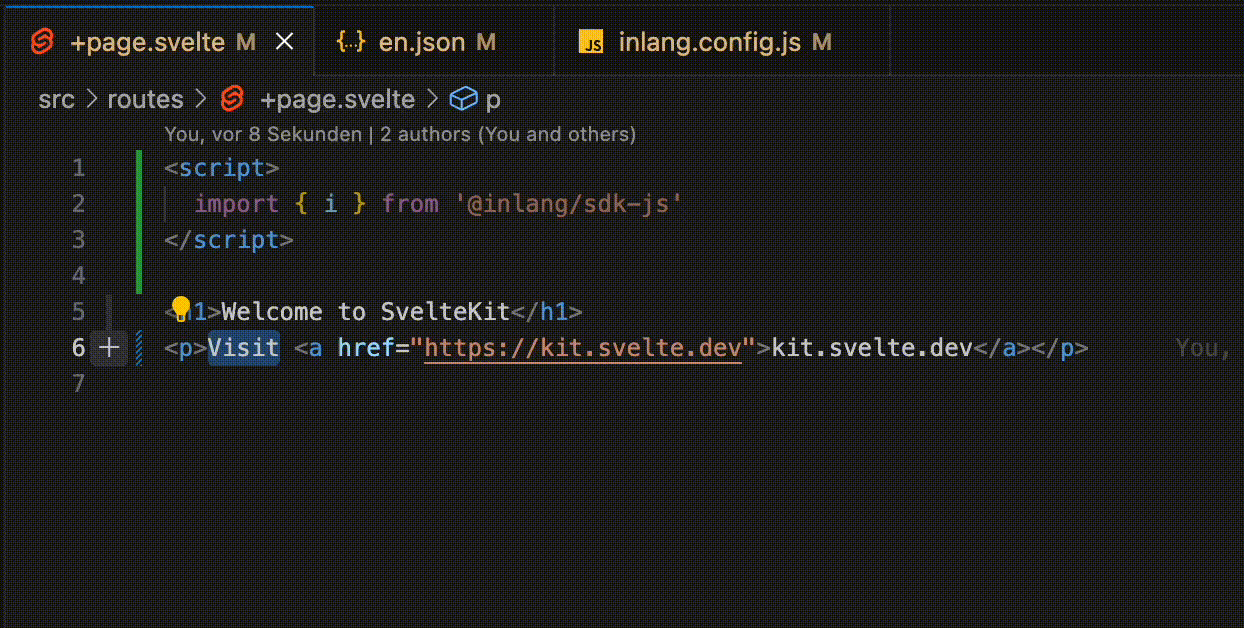 +page.svelte M
{..} en.json M
JS inlang.config.js M
src > routes > +page.svelte > p
You, vor 8 Sekunden | 2 authors (You and others)
1 <script>
2 import { i } from '@inlang/sdk-js'
3 </script>
4
5 <h1>Welcome to SvelteKit</h1>
6 + <p>Visit <a href="https://kit.svelte.dev">kit.svelte.dev</a></p> You,
7